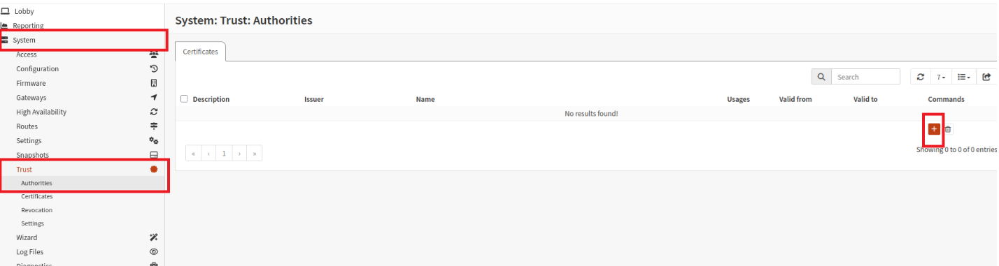 Lobby
Reporting
System
Access
Configuration
Firmware
Gateways
High Availability
Routes
Settings
Snapshots
Trust
Authorities
Certificates
Revocation
Settings
Wizard
Log Files
Diagnostics
System: Trust: Authorities
Certificates
Search 7
Description Issuer Name Usages Valid from Valid to Commands
No results found!
+
« ‹ 1 › »
Showing 0 to 0 of 0 entries